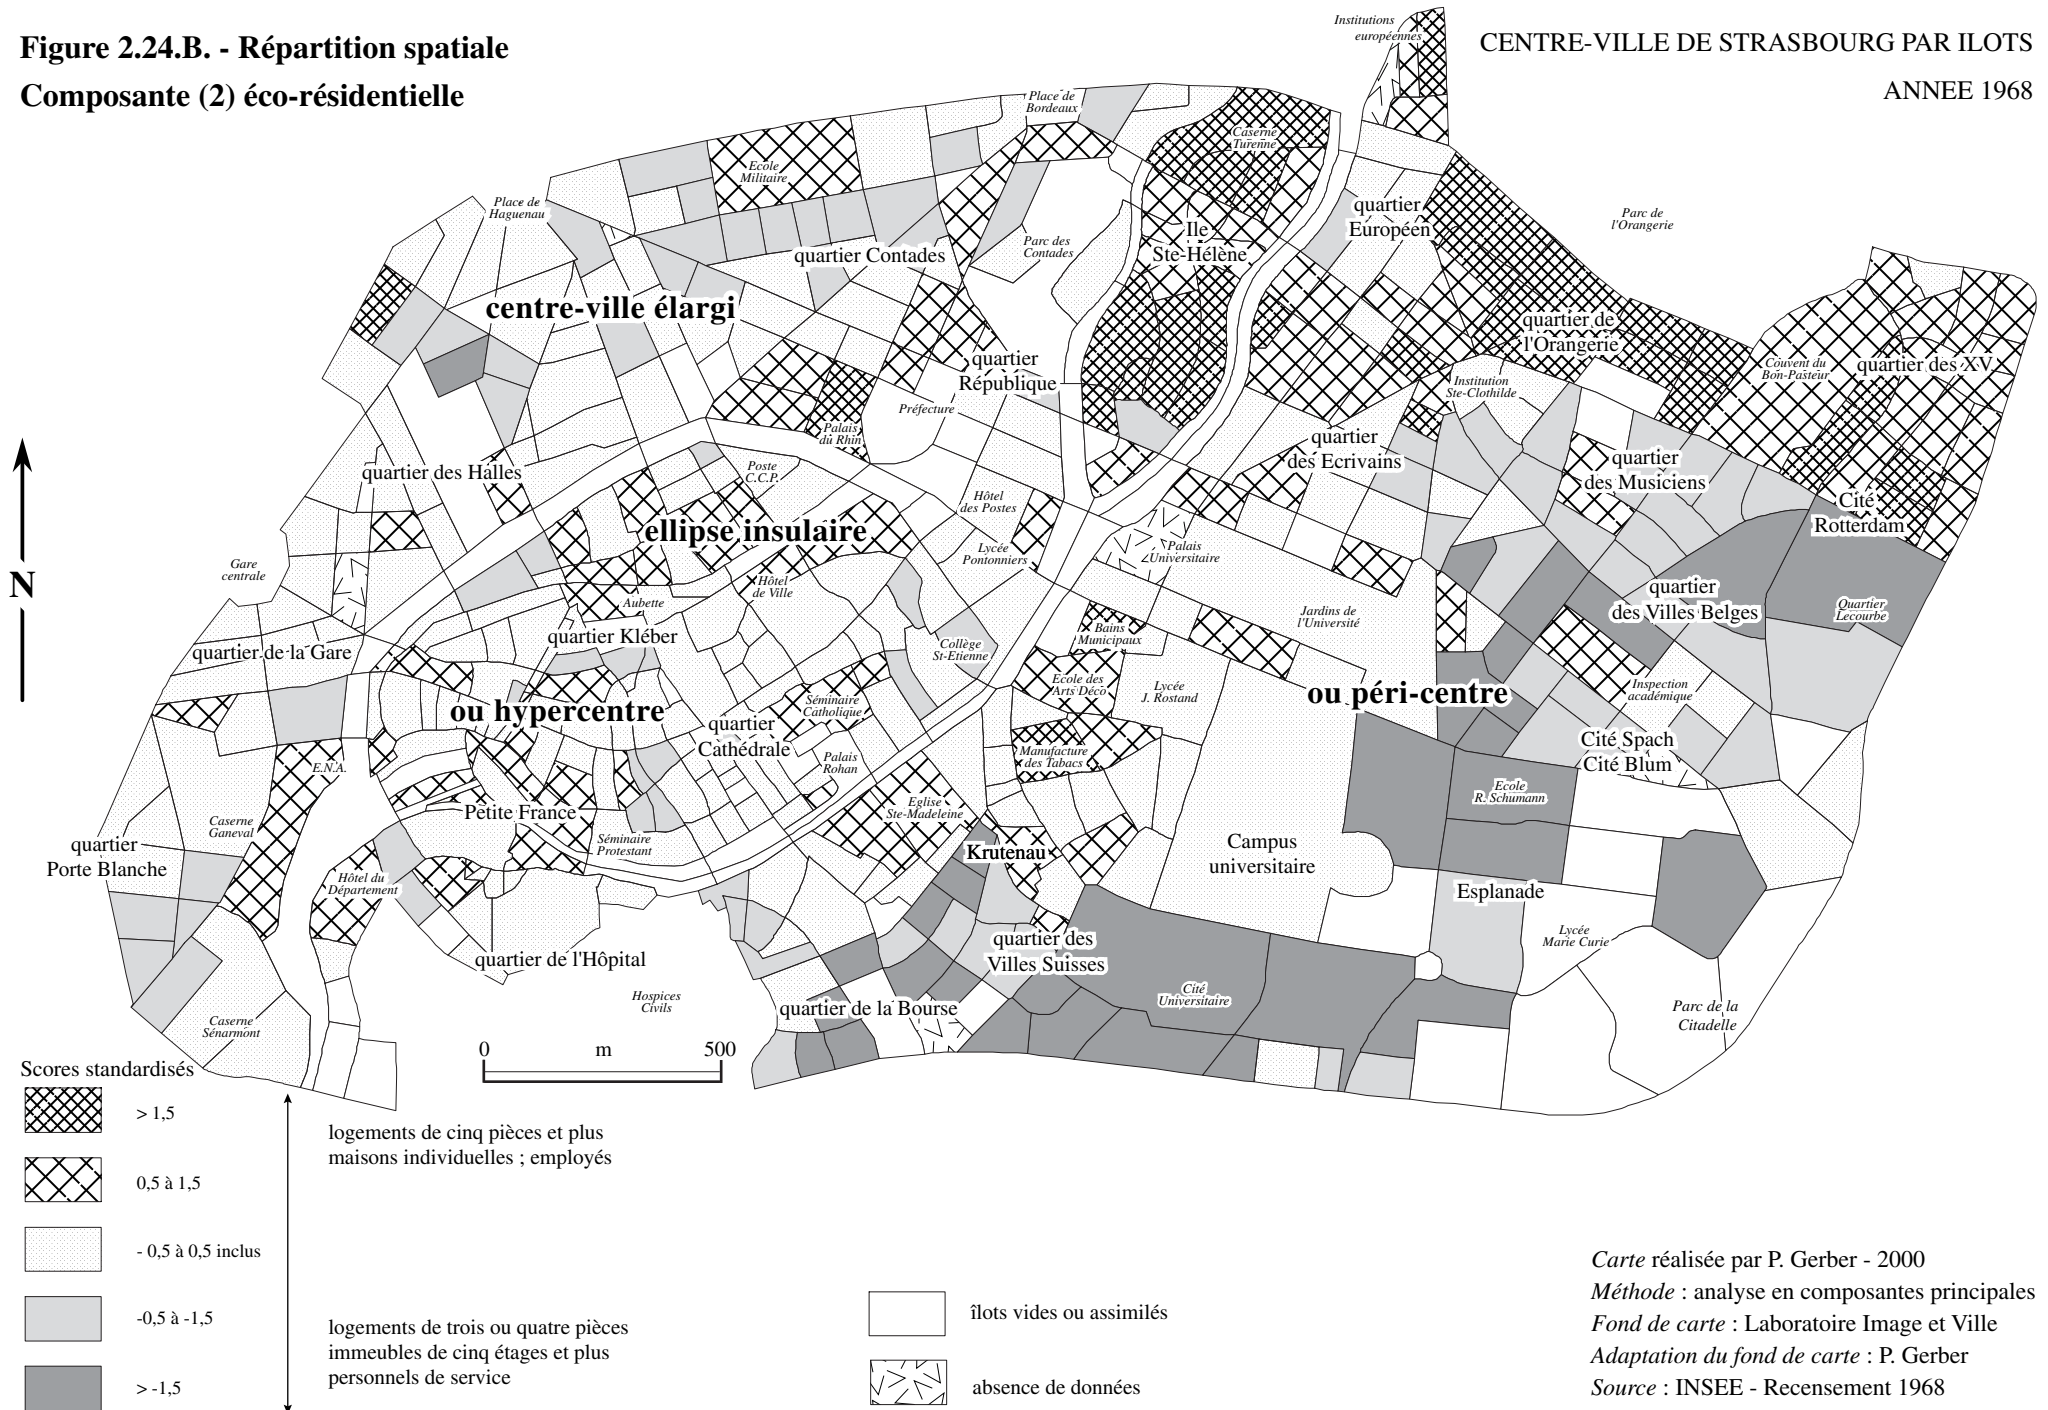 Figure 2.24.B. - Répartition spatiale
Composante (2) éco-résidentielle
CENTRE-VILLE DE STRASBOURG PAR ILOTS
ANNEE 1968
Institutions
européennes
Place de
Bordeaux
Caserne
Turenne
Ecole
Militaire
Place de
Haguenau
quartier
Européen
Parc de
l'Orangerie
Ile
Ste-Hélène
Parc des
Contades
quartier Contades
centre-ville élargi
quartier de
l'Orangerie
quartier
République
Couvent du
Bon-Pasteur
quartier des XV
Institution
Ste-Clothilde
Préfecture
Palais
du Rhin
quartier
des Ecrivains
quartier
des Musiciens
quartier des Halles
Poste
C.C.P.
Hôtel
des Postes
Cité
Rotterdam
ellipse insulaire
Lycée
Pontonniers
Palais
Universitaire
Gare
centrale
Hôtel
de Ville
Aubette
quartier
des Villes Belges
Quartier
Lecourbe
Jardins de
l'Université
Bains
Municipaux
quartier Kléber
Collège
St-Etienne
quartier de la Gare
Ecole des
Arts Déco
Lycée
J. Rostand
ou péri-centre
Inspection
académique
ou hypercentre
Séminaire
Catholique
quartier
Cathédrale
Palais
Rohan
Manufacture
des Tabacs
Cité Spach
Cité Blum
E.N.A.
Ecole
R. Schumann
Petite France
Eglise
Ste-Madeleine
Caserne
Ganeval
Séminaire
Protestant
quartier
Porte Blanche
Krutenau
Campus
universitaire
Hôtel du
Département
Esplanade
Lycée
Marie Curie
quartier des
Villes Suisses
quartier de l'Hôpital
Hospices
Civils
Cité
Universitaire
quartier de la Bourse
Parc de la
Citadelle
Caserne
Sénarmont
N
0 m 500
Scores standardisés
> 1,5
0,5 à 1,5
- 0,5 à 0,5 inclus
-0,5 à -1,5
> -1,5
logements de cinq pièces et plus
maisons individuelles ; employés
logements de trois ou quatre pièces
immeubles de cinq étages et plus
personnels de service
îlots vides ou assimilés
absence de données
Carte réalisée par P. Gerber - 2000
Méthode : analyse en composantes principales
Fond de carte : Laboratoire Image et Ville
Adaptation du fond de carte : P. Gerber
Source : INSEE - Recensement 1968